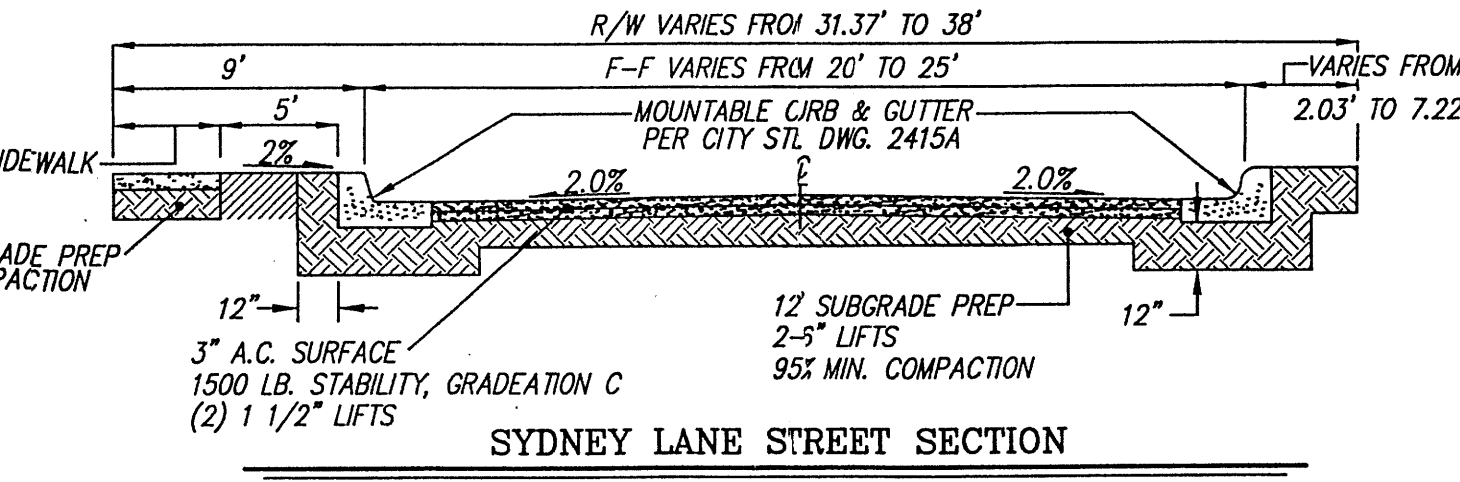 R/W VARIES FROM 31.37' TO 38'
9'
F-F VARIES FROM 20' TO 25'
VARIES FROM
2.03' TO 7.22
5'
MOUNTABLE CURB & GUTTER
PER CITY STD. DWG. 2415A
IDEWALK
2%
2.0%
℄
2.0%
ADE PREP
PACTION
12"
12' SUBGRADE PREP
2-6" LIFTS
95% MIN. COMPACTION
12"
3" A.C. SURFACE
1500 LB. STABILITY, GRADEATION C
(2) 1 1/2" LIFTS
SYDNEY LANE STREET SECTION